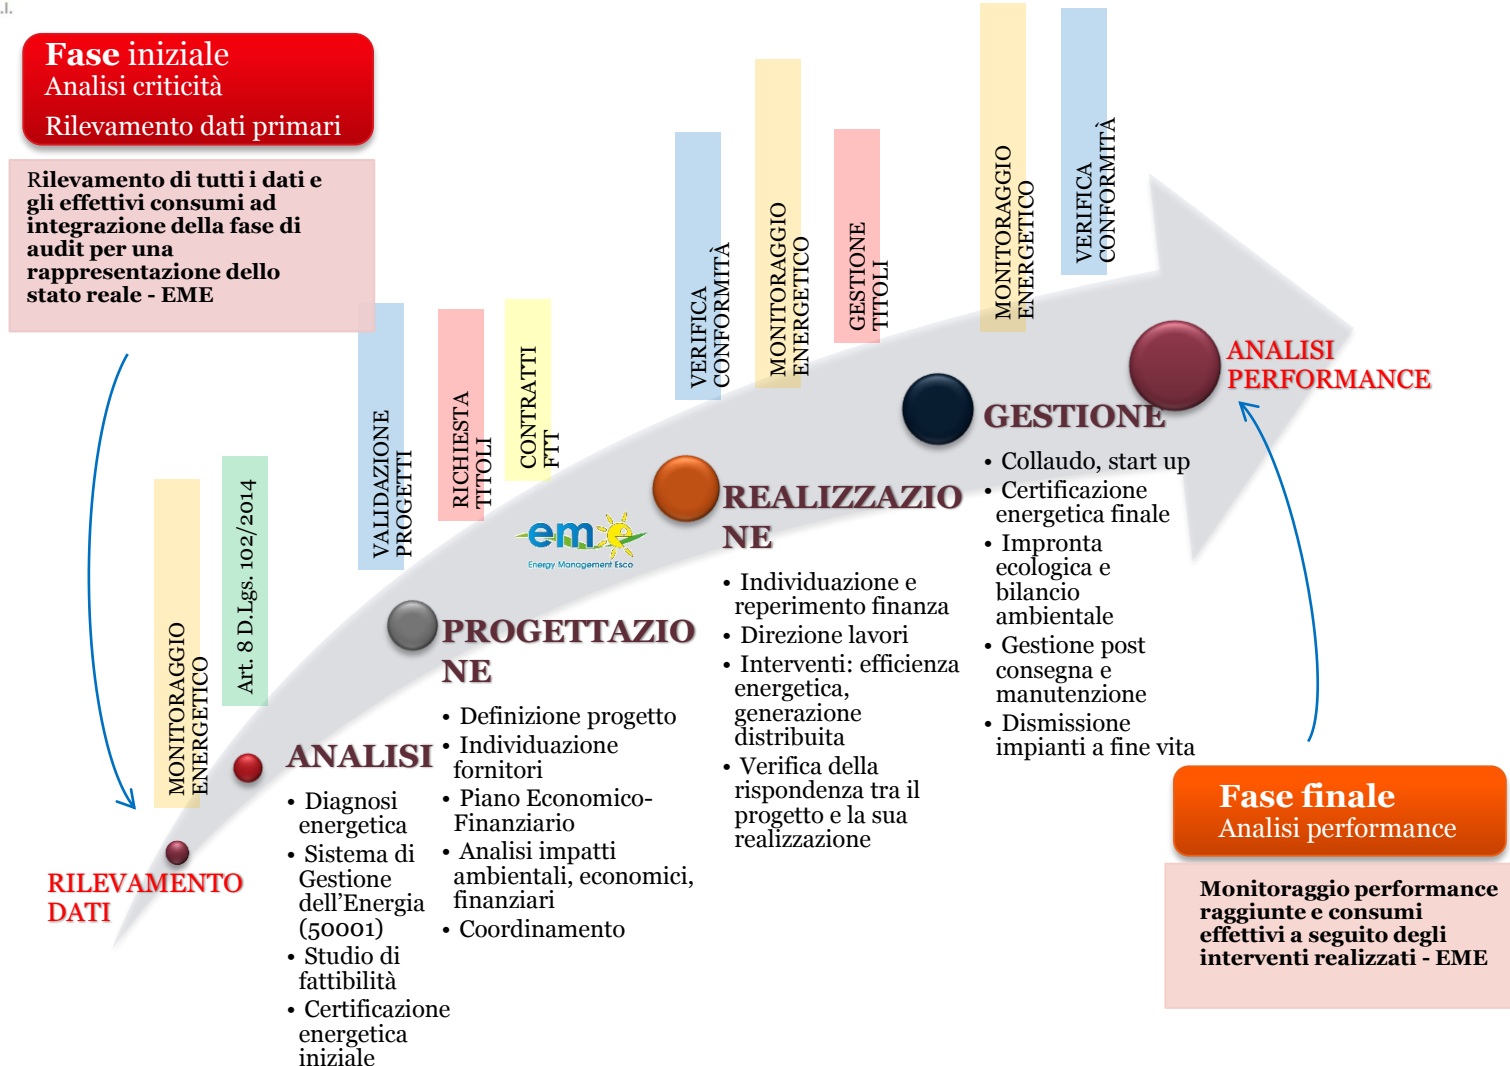 .I.
Fase iniziale
Analisi criticità
Rilevamento dati primari
Rilevamento di tutti i dati e
gli effettivi consumi ad
integrazione della fase di
audit per una
rappresentazione dello
stato reale - EME
MONITORAGGIO
ENERGETICO
Art. 8 D.Lgs. 102/2014
VALIDAZIONE
PROGETTI
RICHIESTA
TITOLI
CONTRATTI
FTT
VERIFICA
CONFORMITÀ
MONITORAGGIO
ENERGETICO
GESTIONE
TITOLI
MONITORAGGIO
ENERGETICO
VERIFICA
CONFORMITÀ
RILEVAMENTO
DATI
ANALISI
• Diagnosi
energetica
• Sistema di
Gestione
dell'Energia
(50001)
• Studio di
fattibilità
• Certificazione
energetica
iniziale
eme
Energy Management Esco
PROGETTAZIO
NE
• Definizione progetto
• Individuazione
fornitori
• Piano Economico-
Finanziario
• Analisi impatti
ambientali, economici,
finanziari
• Coordinamento
REALIZZAZIO
NE
• Individuazione e
reperimento finanza
• Direzione lavori
• Interventi: efficienza
energetica,
generazione
distribuita
• Verifica della
rispondenza tra il
progetto e la sua
realizzazione
GESTIONE
• Collaudo, start up
• Certificazione
energetica finale
• Impronta
ecologica e
bilancio
ambientale
• Gestione post
consegna e
manutenzione
• Dismissione
impianti a fine vita
ANALISI
PERFORMANCE
Fase finale
Analisi performance
Monitoraggio performance
raggiunte e consumi
effettivi a seguito degli
interventi realizzati - EME